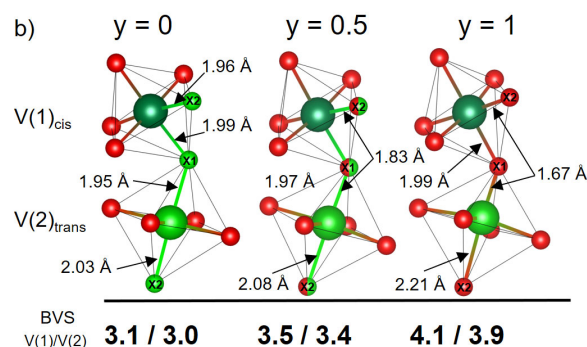 b) y = 0 y = 0.5 y = 1
1.96 Å
X2 X2 X2
V(1)cis
1.99 Å
1.83 Å 1.67 Å
X1 X1 X1
1.95 Å 1.97 Å 1.99 Å
V(2)trans
2.03 Å 2.08 Å 2.21 Å
X2 X2 X2
BVS
V(1)/V(2) 3.1 / 3.0 3.5 / 3.4 4.1 / 3.9